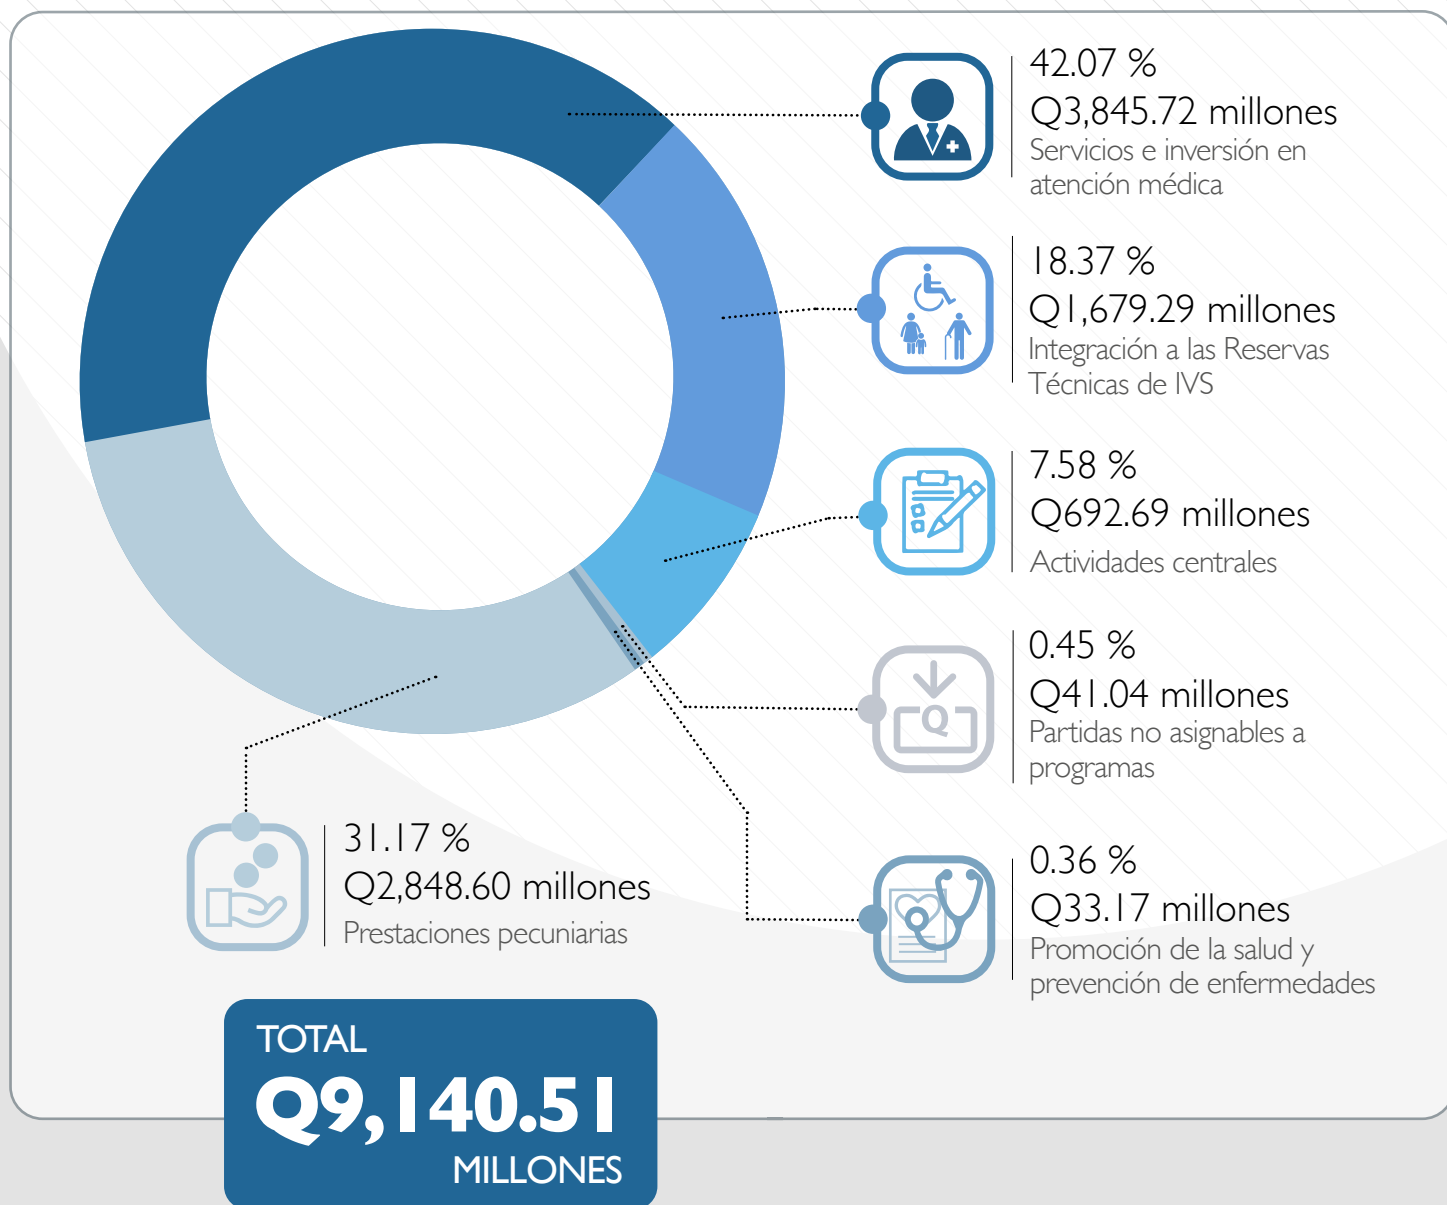 42.07 %
Q3,845.72 millones
Servicios e inversión en
atención médica
18.37 %
Q1,679.29 millones
Integración a las Reservas
Técnicas de IVS
7.58 %
Q692.69 millones
Actividades centrales
0.45 %
Q41.04 millones
Partidas no asignables a
programas
Q
0.36 %
Q33.17 millones
Promoción de la salud y
prevención de enfermedades
31.17 %
Q2,848.60 millones
Prestaciones pecuniarias
TOTAL
Q9,140.51
MILLONES